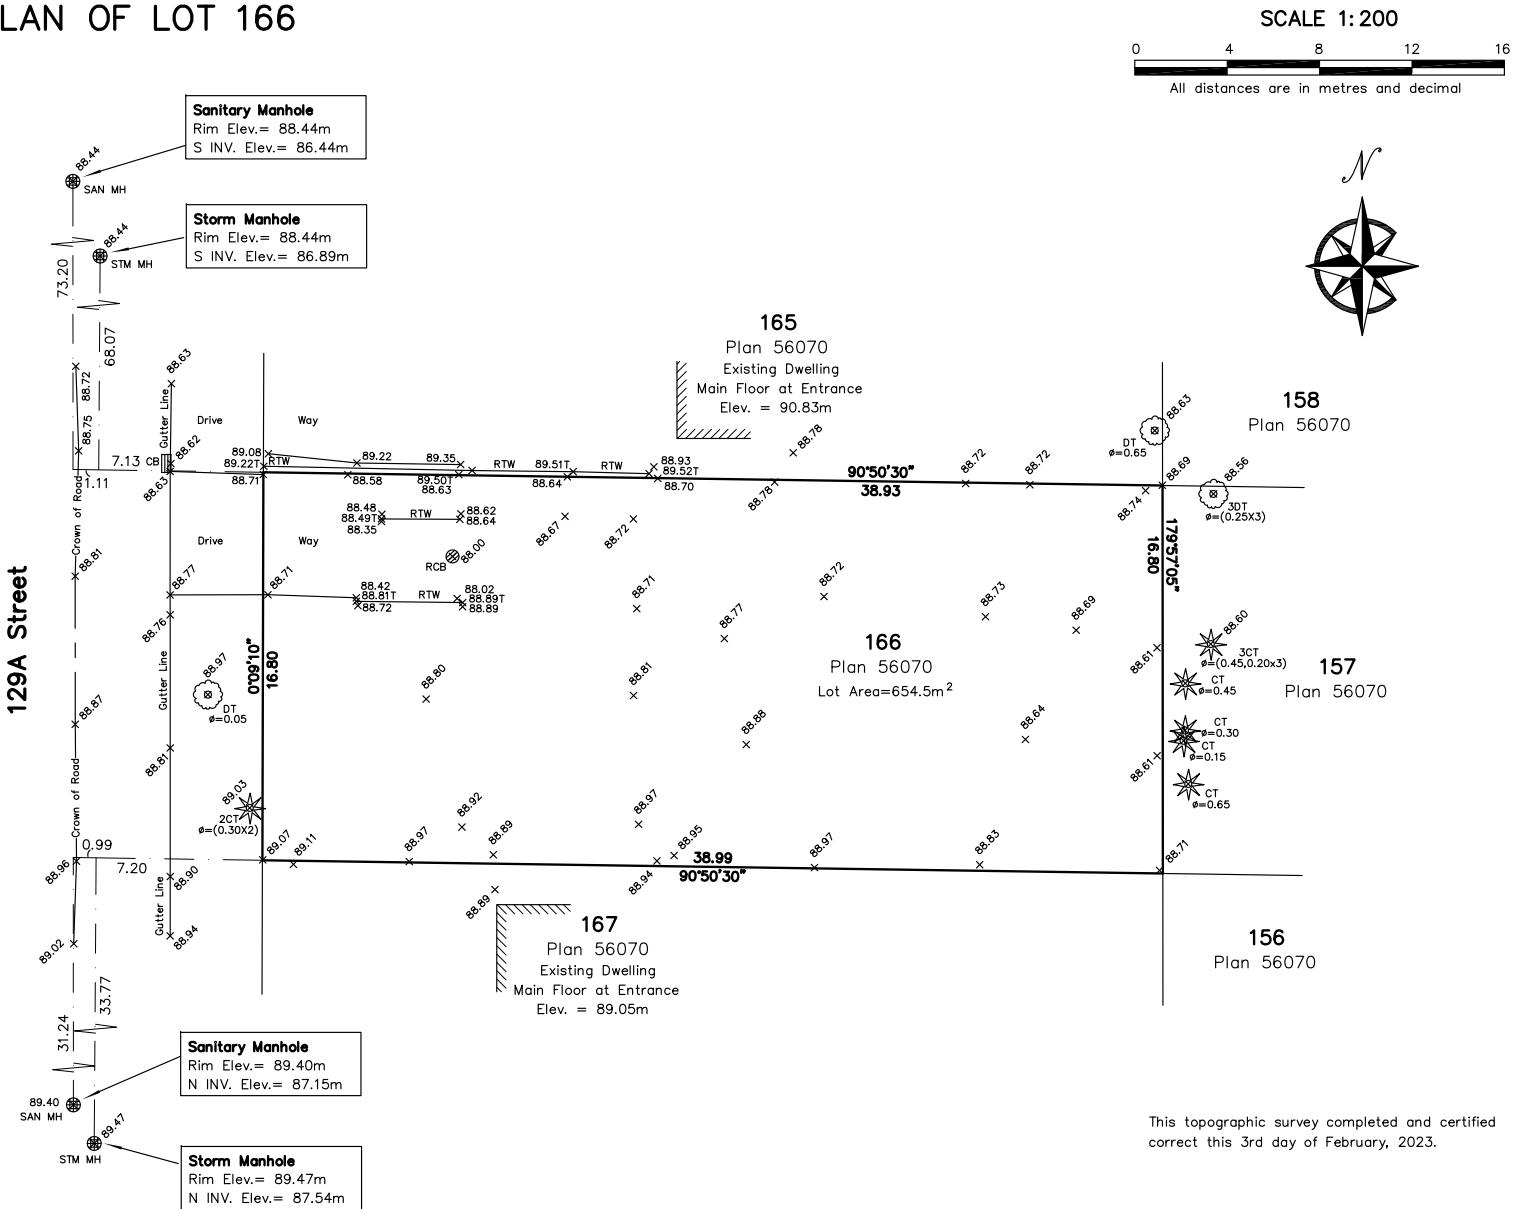 LAN OF LOT 166
SCALE 1:200
0 4 8 12 16
All distances are in metres and decimal
N
Sanitary Manhole
Rim Elev.= 88.44m
S INV. Elev.= 86.44m
88.44
SAN MH
Storm Manhole
Rim Elev.= 88.44m
S INV. Elev.= 86.89m
88.44
STM MH
73.20
68.07
88.72
88.75
88.63
Gutter Line
Drive Way
7.13 CB
88.62
88.63
1.11
165
Plan 56070
Existing Dwelling
Main Floor at Entrance
Elev. = 90.83m
88.78
158
Plan 56070
88.63
DT
ø=0.65
89.08
89.22T
RTW
88.71
89.22
88.58
89.35
89.50T
88.63
RTW
89.51T
88.64
RTW
88.93
89.52T
88.70
88.78
90°50'30"
38.93
88.72
88.72
88.74
88.69
88.56
3DT
ø=(0.25X3)
88.48
88.49T
88.35
RTW
88.62
88.64
88.67
88.72
Drive Way
RCB
88.00
179°57'05"
16.80
Crown of Road
88.81
88.77
88.71
88.42
88.81T
88.72
RTW
88.02
88.89T
88.89
88.71
88.77
88.72
88.73
88.69
88.76
129A Street
0°09'10"
16.80
166
Plan 56070
Lot Area=654.5m²
88.61
88.60
3CT
ø=(0.45,0.20x3)
CT
ø=0.45
157
Plan 56070
88.97
DT
ø=0.05
Gutter Line
88.80
88.81
88.88
88.64
CT
ø=0.30
CT
ø=0.15
88.61
CT
ø=0.65
88.87
88.81
Crown of Road
89.03
2CT
ø=(0.30X2)
88.92
88.97
0.99
88.96
7.20
89.07
89.11
88.97
88.89
88.95
38.99
90°50'30"
88.94
88.97
88.83
88.71
88.90
Gutter Line
88.94
89.02
88.89
167
Plan 56070
Existing Dwelling
Main Floor at Entrance
Elev. = 89.05m
156
Plan 56070
33.77
31.24
Sanitary Manhole
Rim Elev.= 89.40m
N INV. Elev.= 87.15m
89.40
SAN MH
89.47
STM MH
Storm Manhole
Rim Elev.= 89.47m
N INV. Elev.= 87.54m
This topographic survey completed and certified
correct this 3rd day of February, 2023.